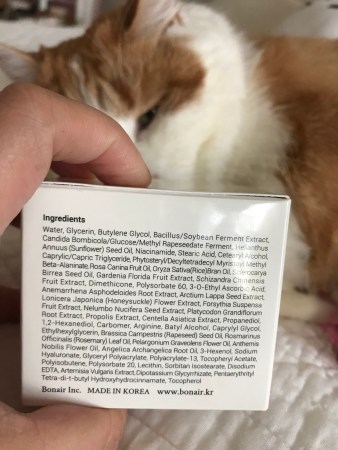 Ingredients
Water, Glycerin, Butylene Glycol, Bacillus/Soybean Ferment Extract,
Candida Bombicola/Glucose/Methyl Rapeseedate Ferment, Helianthus
Annuus (Sunflower) Seed Oil, Niacinamide, Stearic Acid, Cetearyl Alcohol,
Caprylic/Capric Triglyceride, Phytosteryl/Decyltetradecyl Myristoyl Methyl
Beta-Alaninate, Rosa Canina Fruit Oil, Oryza Sativa(Rice)Bran Oil, Sclerocarya
Birrea Seed Oil, Gardenia Florida Fruit Extract, Schizandra Chinensis
Fruit Extract, Dimethicone, Polysorbate 60, 3-O-Ethyl Ascorbic Acid,
Anemarrhena Asphodeloides Root Extract, Arctium Lappa Seed Extract,
Lonicera Japonica (Honeysuckle) Flower Extract, Forsythia Suspensa
Fruit Extract, Nelumbo Nucifera Seed Extract, Platycodon Grandiflorum
Root Extract, Propolis Extract, Centella Asiatica Extract, Propanediol,
1,2-Hexanediol, Carbomer, Arginine, Batyl Alcohol, Caprylyl Glycol,
Ethylhexylglycerin, Brassica Campestris (Rapeseed) Seed Oil, Rosmarinus
Officinalis (Rosemary) Leaf Oil, Pelargonium Graveolens Flower Oil, Anthemis
Nobilis Flower Oil, Angelica Archangelica Root Oil, 3-Hexenol, Sodium
Hyaluronate, Glyceryl Polyacrylate, Polyacrylate-13, Tocopheryl Acetate,
Polyisobutene, Polysorbate 20, Lecithin, Sorbitan Isostearate, Disodium
EDTA, Artemisia Vulgaris Extract, Dipotassium Glycyrrhizate, Pentaerythrityl
Tetra-di-t-butyl Hydroxyhydrocinnamate, Tocopherol
Bonair Inc. MADE IN KOREA www.bonair.kr